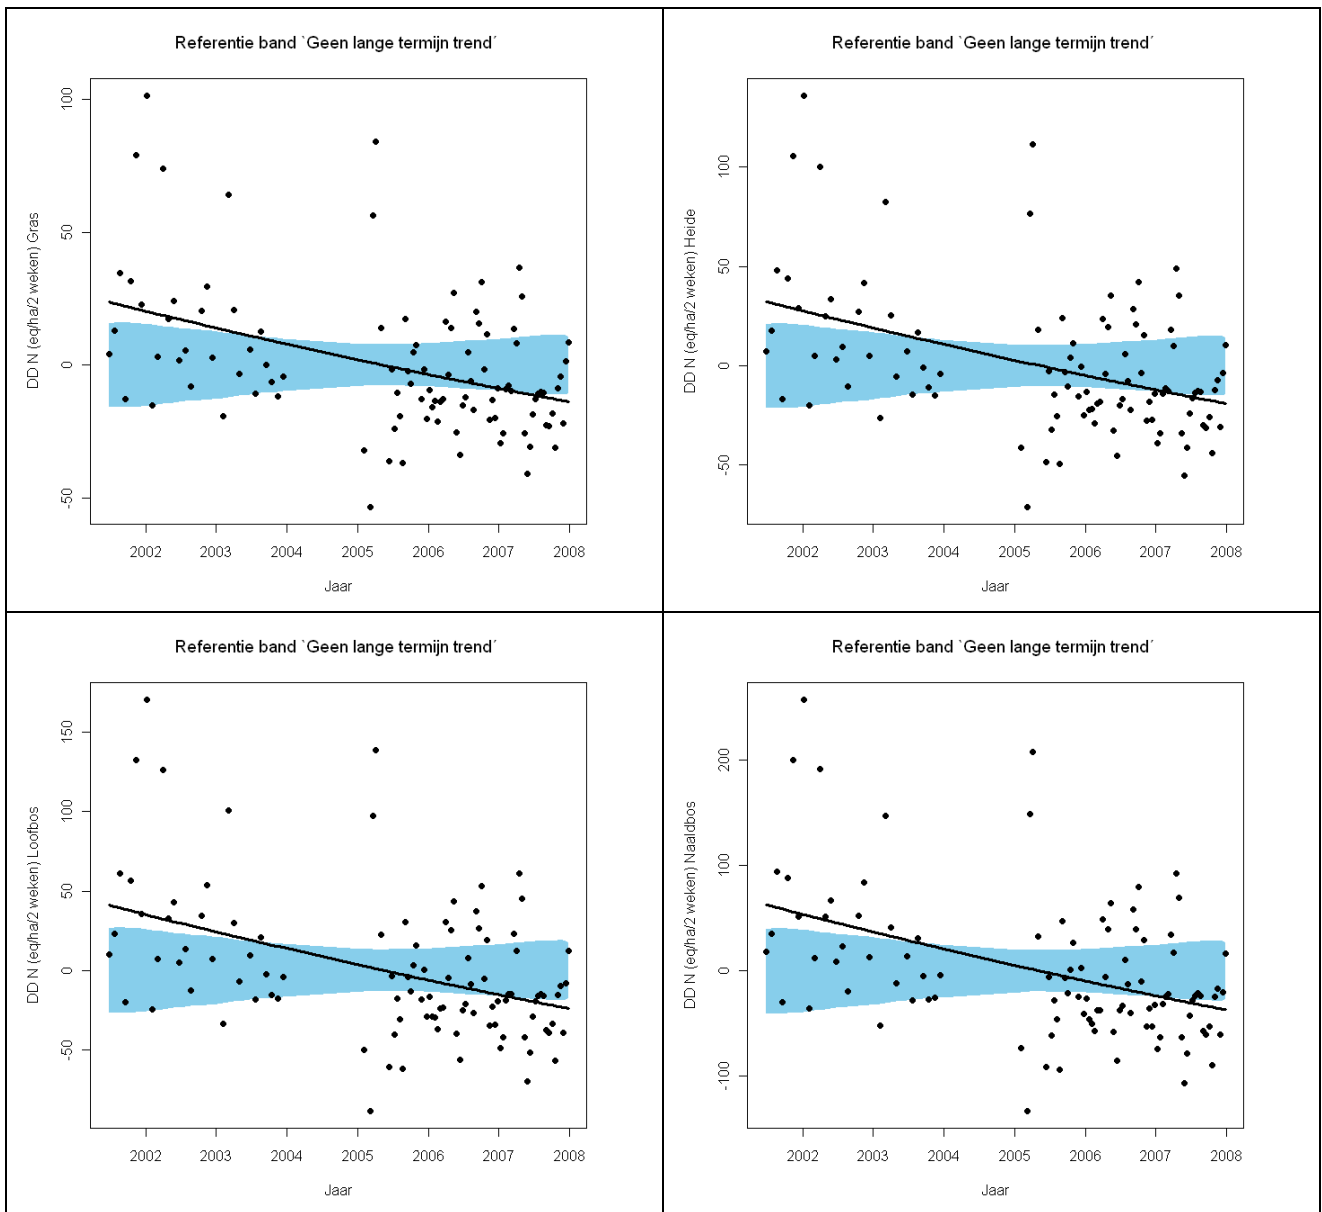 Referentie band `Geen lange termijn trend´
DD N (eq/ha/2 weken) Gras
100
50
0
-50
2002 2003 2004 2005 2006 2007 2008
Jaar
Referentie band `Geen lange termijn trend´
DD N (eq/ha/2 weken) Heide
100
50
0
-50
2002 2003 2004 2005 2006 2007 2008
Jaar
Referentie band `Geen lange termijn trend´
DD N (eq/ha/2 weken) Loofbos
150
100
50
0
-50
2002 2003 2004 2005 2006 2007 2008
Jaar
Referentie band `Geen lange termijn trend´
DD N (eq/ha/2 weken) Naaldbos
200
100
0
-100
2002 2003 2004 2005 2006 2007 2008
Jaar